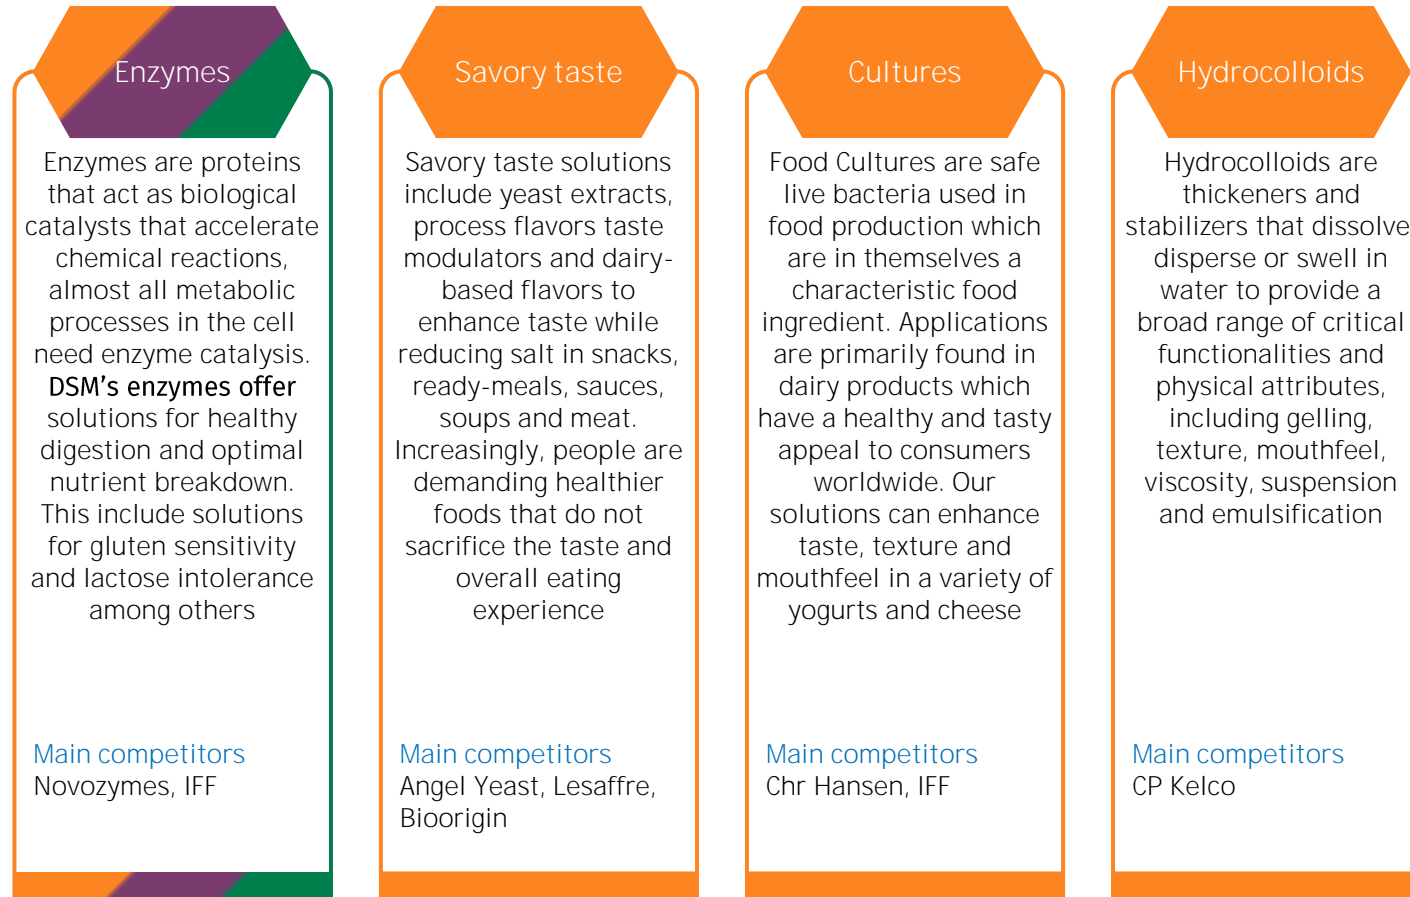 Enzymes
Enzymes are proteins
that act as biological
catalysts that accelerate
chemical reactions,
almost all metabolic
processes in the cell
need enzyme catalysis.
DSM's enzymes offer
solutions for healthy
digestion and optimal
nutrient breakdown.
This include solutions
for gluten sensitivity
and lactose intolerance
among others
Main competitors
Novozymes, IFF
Savory taste
Savory taste solutions
include yeast extracts,
process flavors taste
modulators and dairy-
based flavors to
enhance taste while
reducing salt in snacks,
ready-meals, sauces,
soups and meat.
Increasingly, people are
demanding healthier
foods that do not
sacrifice the taste and
overall eating
experience
Main competitors
Angel Yeast, Lesaffre,
Bioorigin
Cultures
Food Cultures are safe
live bacteria used in
food production which
are in themselves a
characteristic food
ingredient. Applications
are primarily found in
dairy products which
have a healthy and tasty
appeal to consumers
worldwide. Our
solutions can enhance
taste, texture and
mouthfeel in a variety of
yogurts and cheese
Main competitors
Chr Hansen, IFF
Hydrocolloids
Hydrocolloids are
thickeners and
stabilizers that dissolve
disperse or swell in
water to provide a
broad range of critical
functionalities and
physical attributes,
including gelling,
texture, mouthfeel,
viscosity, suspension
and emulsification
Main competitors
CP Kelco